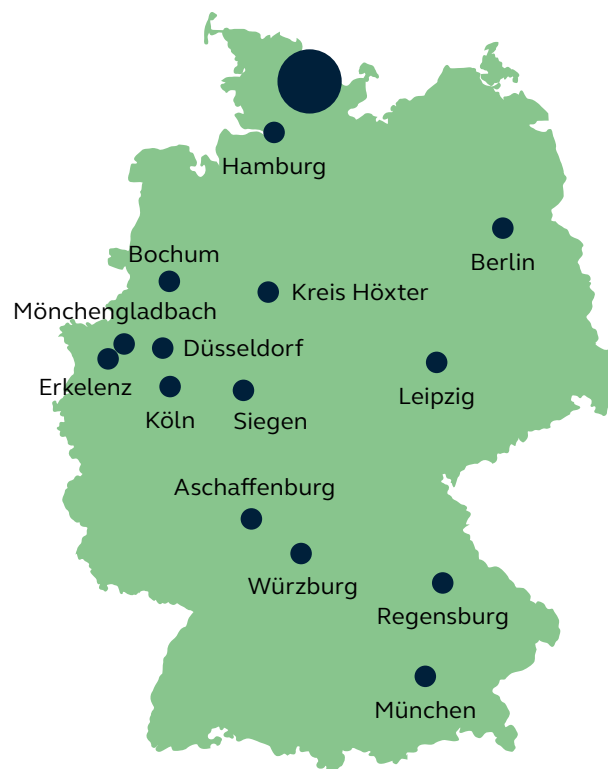 Hamburg
Berlin
Bochum
Kreis Höxter
Mönchengladbach
Düsseldorf
Erkelenz
Leipzig
Köln
Siegen
Aschaffenburg
Würzburg
Regensburg
München